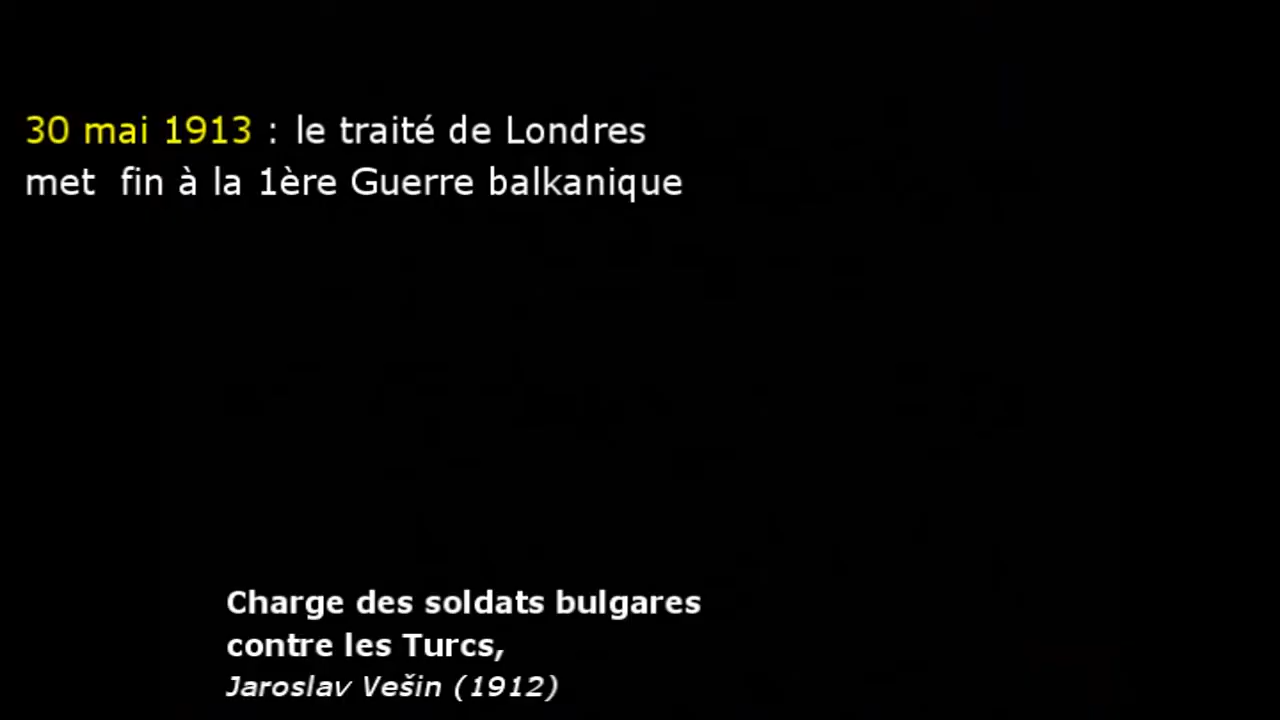 30 mai 1913 : le traité de Londres
met  fin à la 1ère Guerre balkanique
Charge des soldats bulgares
contre les Turcs,
Jaroslav Vešin (1912)